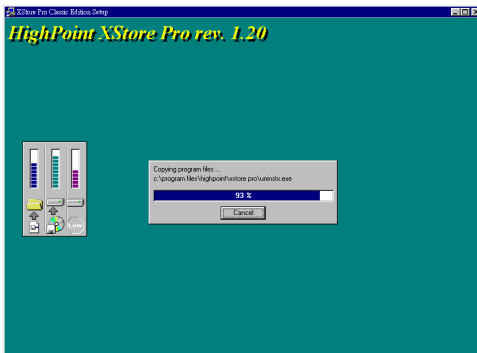 XStore Pro Classic Edition Setup
HighPoint XStore Pro rev. 1.20
Copying program files ...
c:\program files\highpoint\xstore pro\uninstx.exe
93 %
Cancel
Low